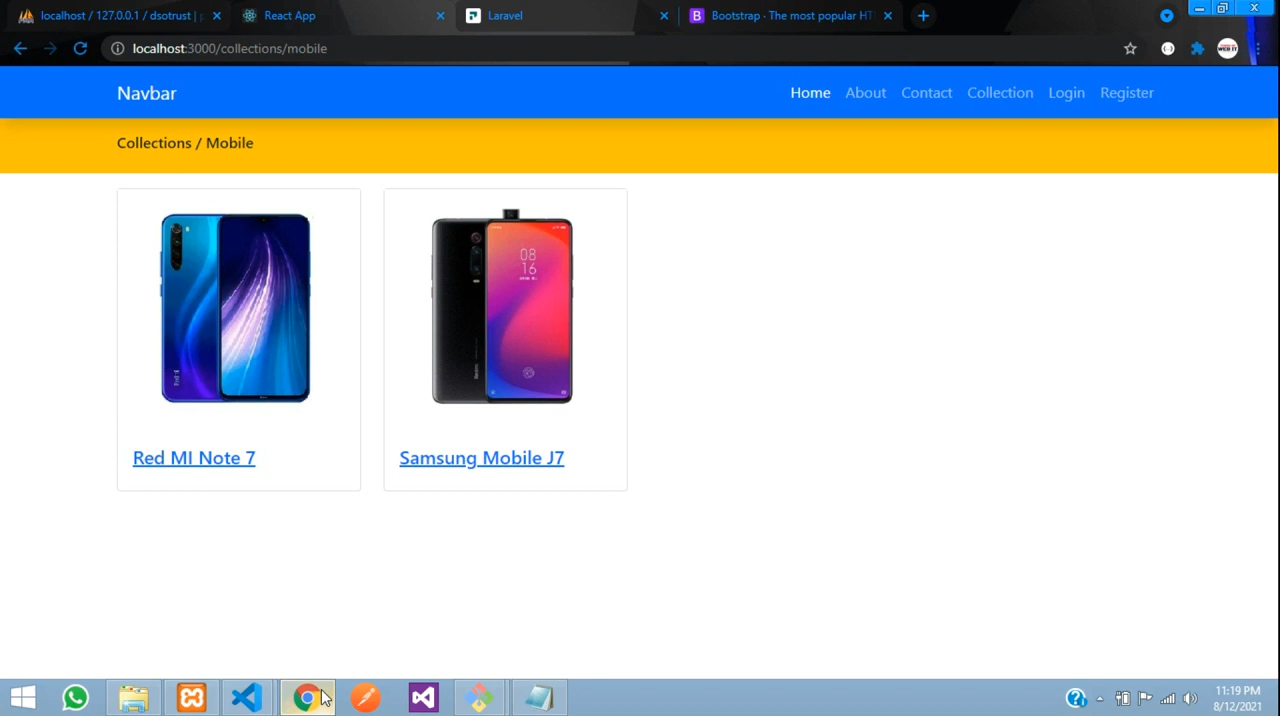 localhost / 127.0.0.1 / dsotrust | p
React App
Laravel
Bootstrap · The most popular HT
localhost:3000/collections/mobile
Navbar
Home
About
Contact
Collection
Login
Register
Collections / Mobile
08
16
Red MI Note 7
Samsung Mobile J7
11:19 PM
8/12/2021